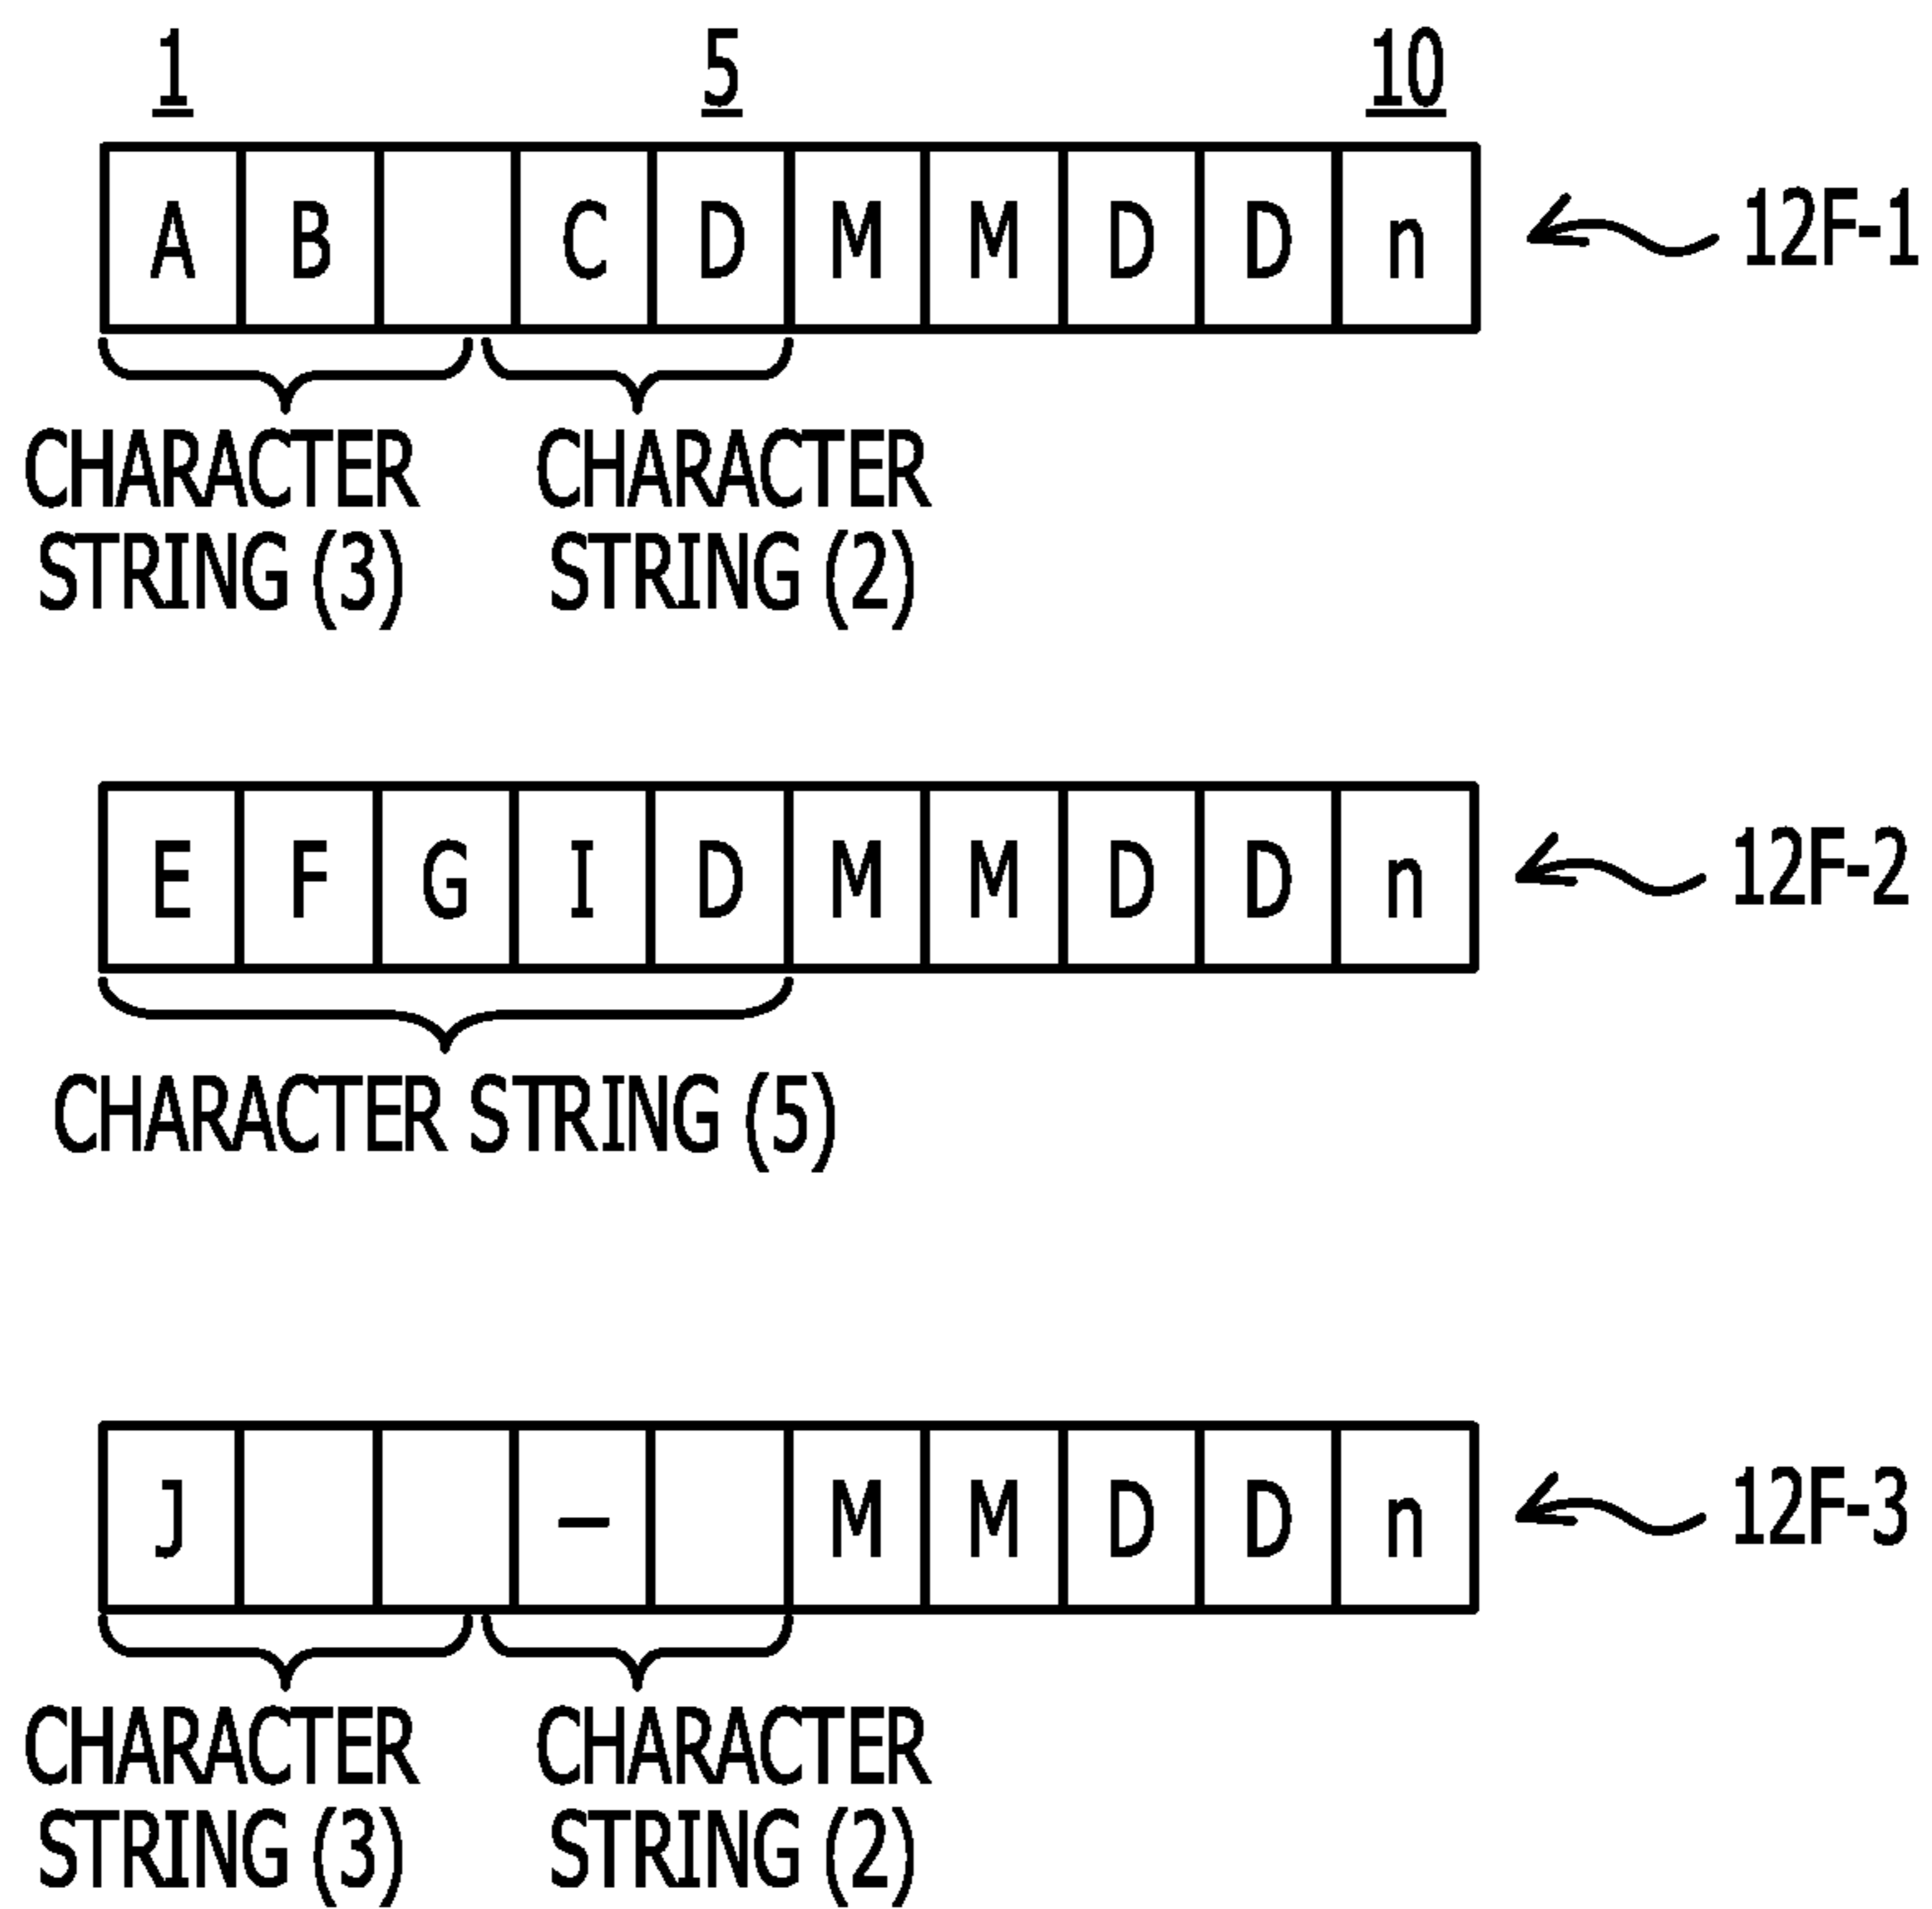 1 5 10
A B C D M M D D n 12F-1
CHARACTER CHARACTER
STRING (3) STRING (2)
E F G I D M M D D n 12F-2
CHARACTER STRING (5)
J – M M D D n 12F-3
CHARACTER CHARACTER
STRING (3) STRING (2)